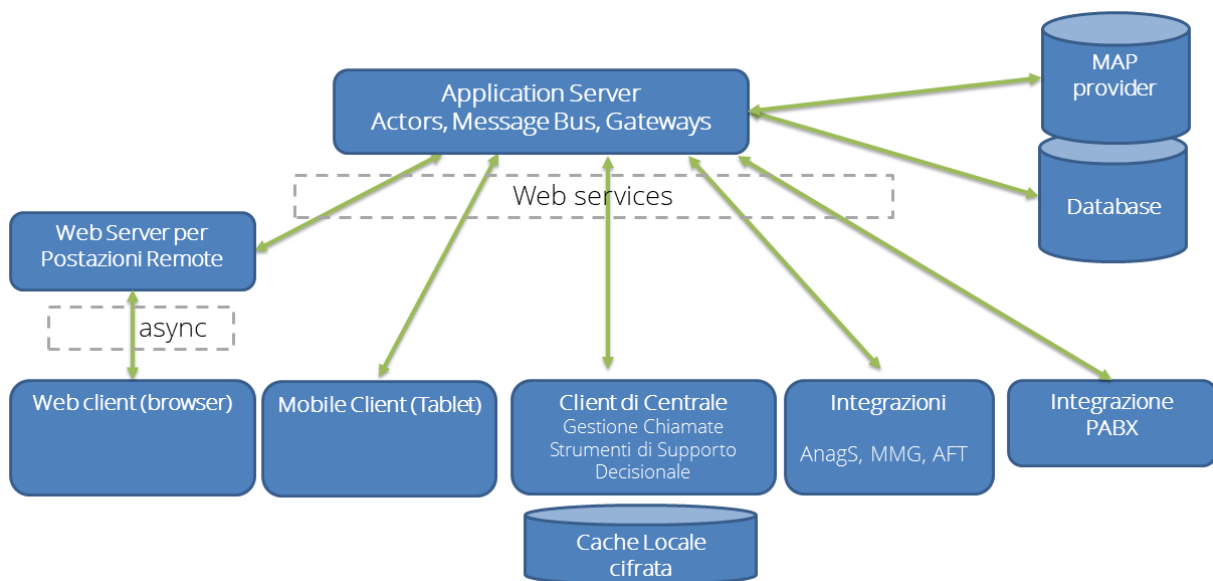 MAP
provider
Application Server
Actors, Message Bus, Gateways
Web services
Database
Web Server per
Postazioni Remote
async
Web client (browser)
Mobile Client (Tablet)
Client di Centrale
Gestione Chiamate
Strumenti di Supporto
Decisionale
Integrazioni
AnagS, MMG, AFT
Integrazione
PABX
Cache Locale
cifrata